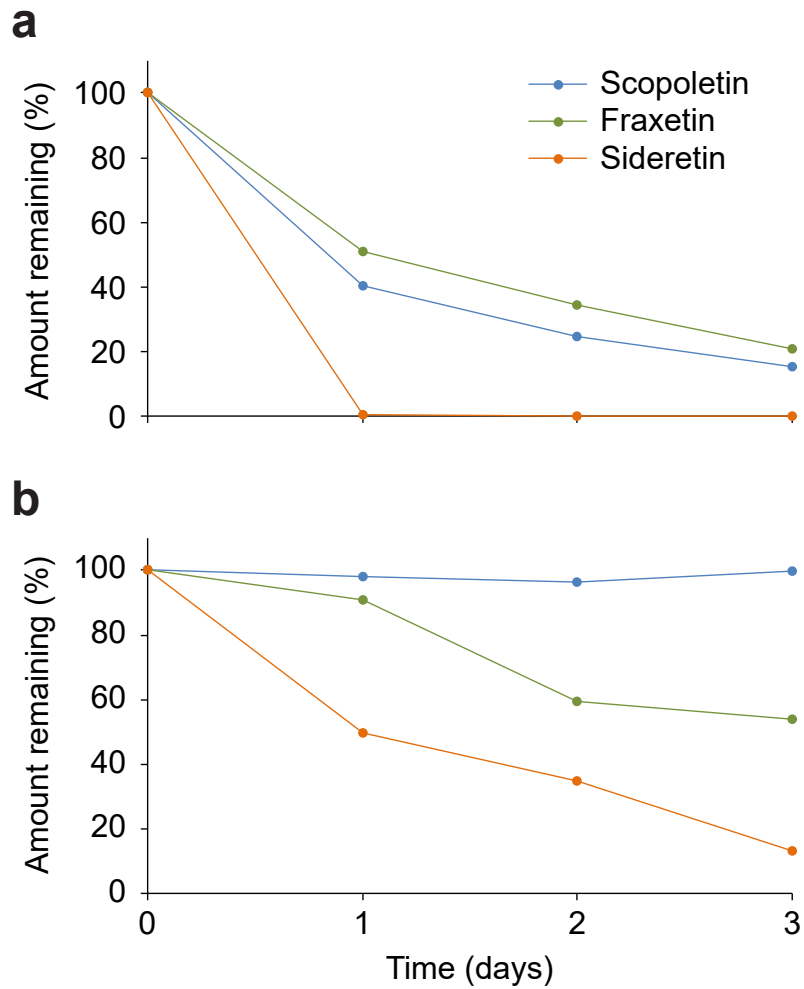 a
Amount remaining (%)
100
80
60
40
20
0
Scopoletin
Fraxetin
Sideretin
b
Amount remaining (%)
100
80
60
40
20
0
0 1 2 3
Time (days)